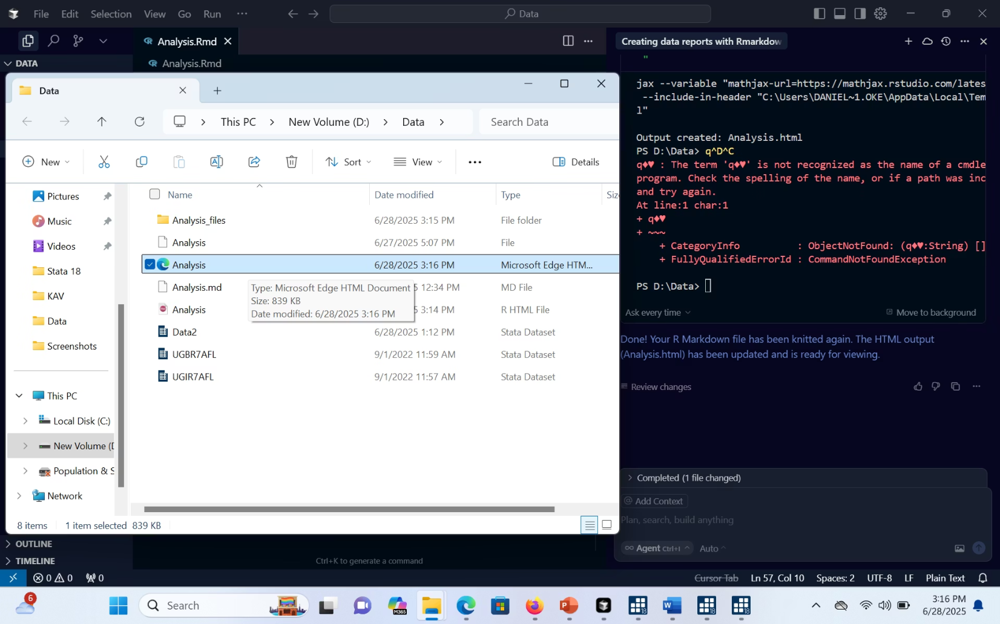 File Edit Selection View Go Run ···
Data
Analysis.Rmd
Creating data reports with Rmarkdow
DATA
Analysis.Rmd
"
jax --variable "mathjax-url=https://mathjax.rstudio.com/lates
--include-in-header "C:\Users\DANIEL~1.OKE\AppData\Local\Tem
l"
Output created: Analysis.html
PS D:\Data> q^D^C
q♦♥ : The term 'q♦♥' is not recognized as the name of a cmdle
program. Check the spelling of the name, or if a path was inc
and try again.
At line:1 char:1
+ q♦♥
+ ~~~
+ CategoryInfo : ObjectNotFound: (q♦♥:String) []
+ FullyQualifiedErrorId : CommandNotFoundException
PS D:\Data>
Ask every time
Move to background
Done! Your R Markdown file has been knitted again. The HTML output
(Analysis.html) has been updated and is ready for viewing.
Review changes
Completed (1 file changed)
@ Add Context
Plan, search, build anything
∞ Agent Ctrl+I Auto
Data
This PC > New Volume (D:) > Data >
Search Data
New Sort View Details
Name Date modified Type Siz
Analysis_files 6/28/2025 3:15 PM File folder
Analysis 6/27/2025 5:07 PM File
Analysis 6/28/2025 3:16 PM Microsoft Edge HTM...
Analysis.md 5 12:34 PM MD File
Analysis 5 3:14 PM R HTML File
Data2 6/28/2025 1:12 PM Stata Dataset
UGBR7AFL 9/1/2022 11:59 AM Stata Dataset
UGIR7AFL 9/1/2022 11:57 AM Stata Dataset
Type: Microsoft Edge HTML Document
Size: 839 KB
Date modified: 6/28/2025 3:16 PM
Pictures
Music
Videos
Stata 18
KAV
Data
Screenshots
This PC
Local Disk (C:)
New Volume (D
Population & S
Network
8 items 1 item selected 839 KB
OUTLINE
TIMELINE
Ctrl+K to generate a command
0 0 0
Cursor Tab Ln 57, Col 10 Spaces: 2 UTF-8 LF Plain Text
6
Search
M365
18
18
18
3:16 PM
6/28/2025